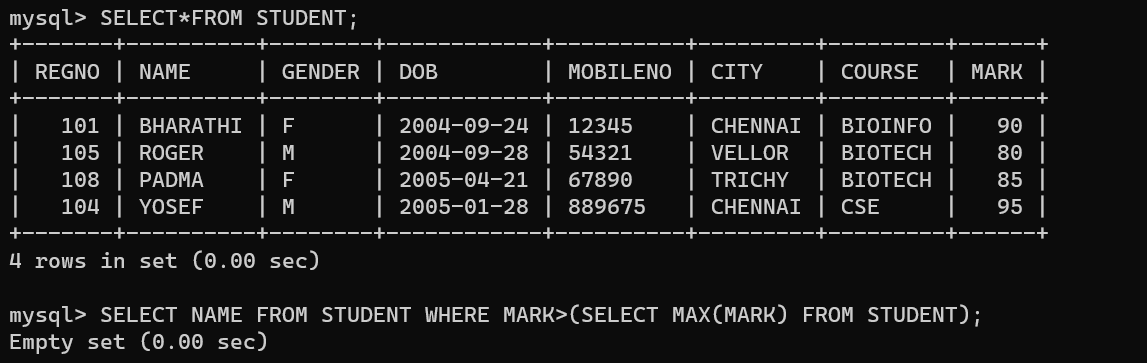 mysql> SELECT*FROM STUDENT;
+-------+----------+--------+------------+----------+---------+---------+------+
| REGNO | NAME     | GENDER | DOB        | MOBILENO | CITY    | COURSE  | MARK |
+-------+----------+--------+------------+----------+---------+---------+------+
|   101 | BHARATHI | F      | 2004-09-24 | 12345    | CHENNAI | BIOINFO |   90 |
|   105 | ROGER    | M      | 2004-09-28 | 54321    | VELLOR  | BIOTECH |   80 |
|   108 | PADMA    | F      | 2005-04-21 | 67890    | TRICHY  | BIOTECH |   85 |
|   104 | YOSEF    | M      | 2005-01-28 | 889675   | CHENNAI | CSE     |   95 |
+-------+----------+--------+------------+----------+---------+---------+------+
4 rows in set (0.00 sec)

mysql> SELECT NAME FROM STUDENT WHERE MARK>(SELECT MAX(MARK) FROM STUDENT);
Empty set (0.00 sec)